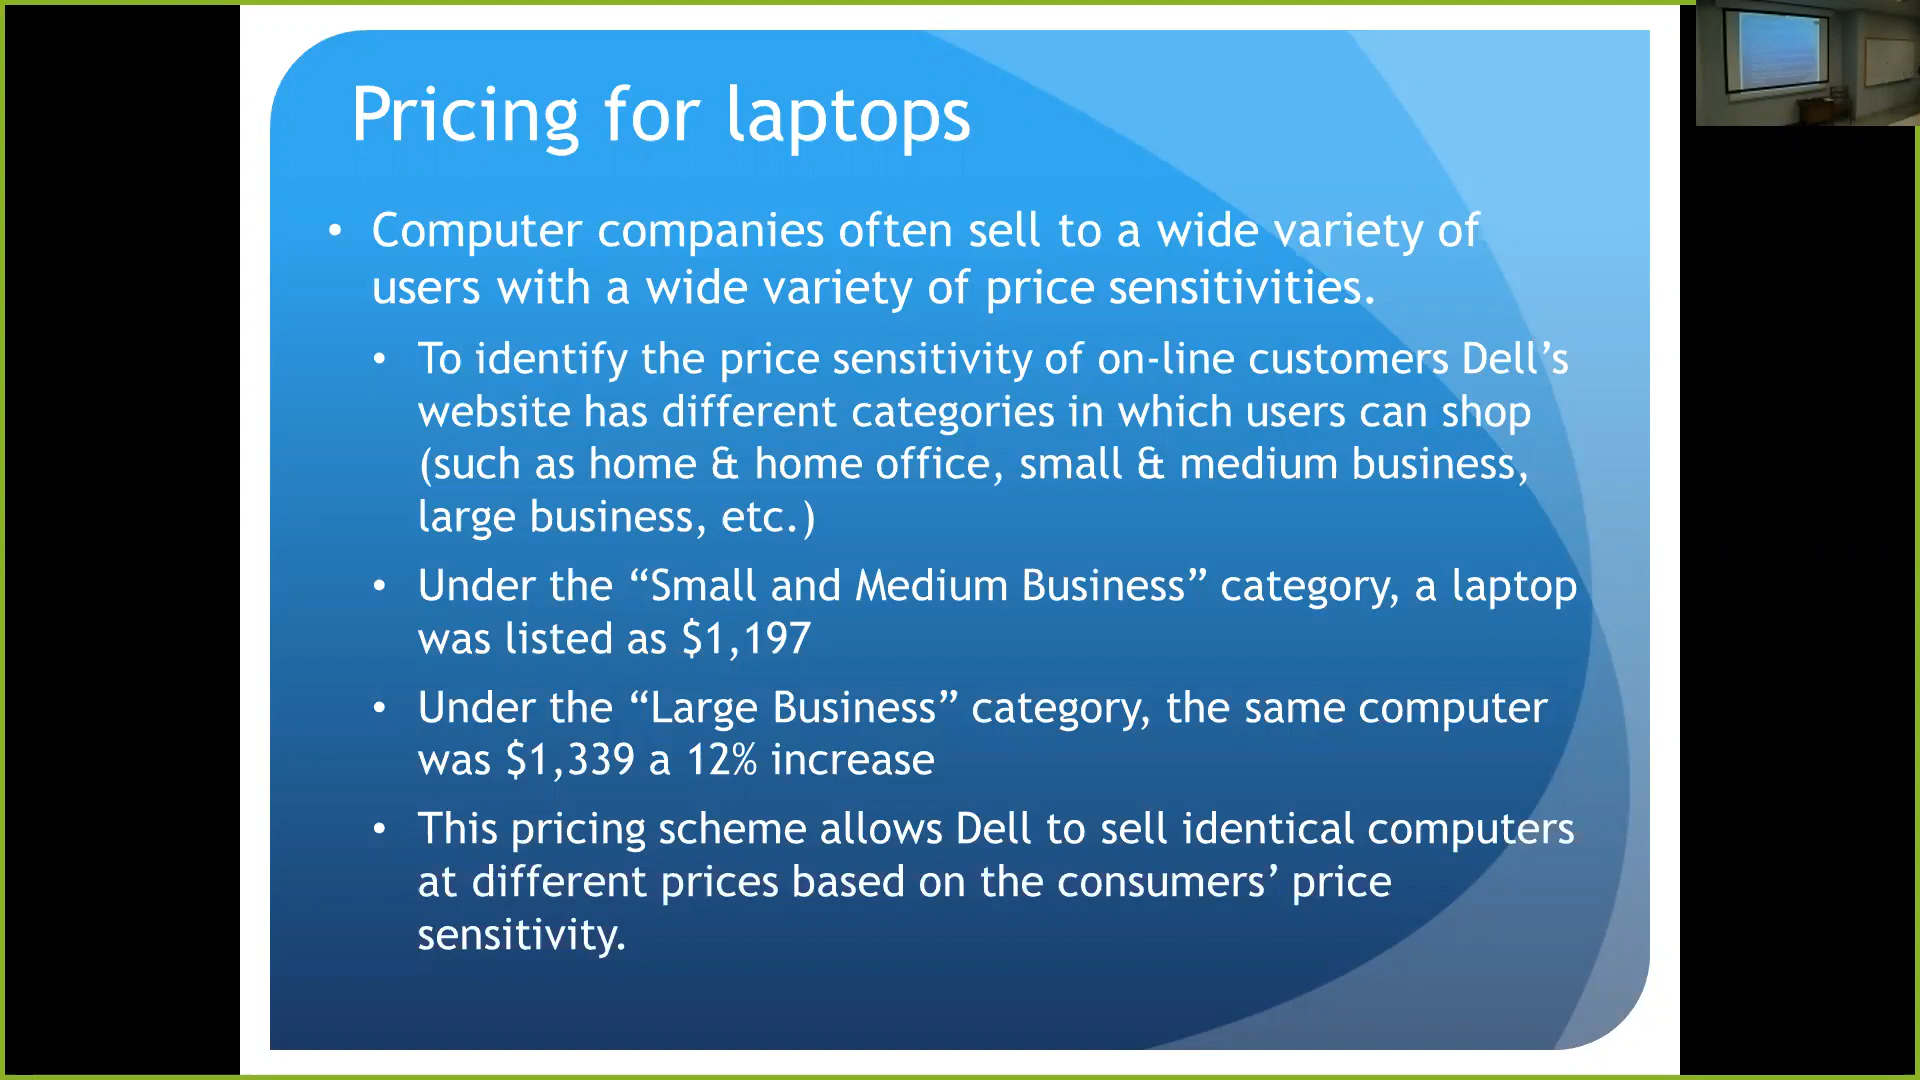 Pricing for laptops
• Computer companies often sell to a wide variety of
users with a wide variety of price sensitivities.
• To identify the price sensitivity of on-line customers Dell’s
website has different categories in which users can shop
(such as home & home office, small & medium business,
large business, etc.)
• Under the “Small and Medium Business” category, a laptop
was listed as $1,197
• Under the “Large Business” category, the same computer
was $1,339 a 12% increase
• This pricing scheme allows Dell to sell identical computers
at different prices based on the consumers’ price
sensitivity.